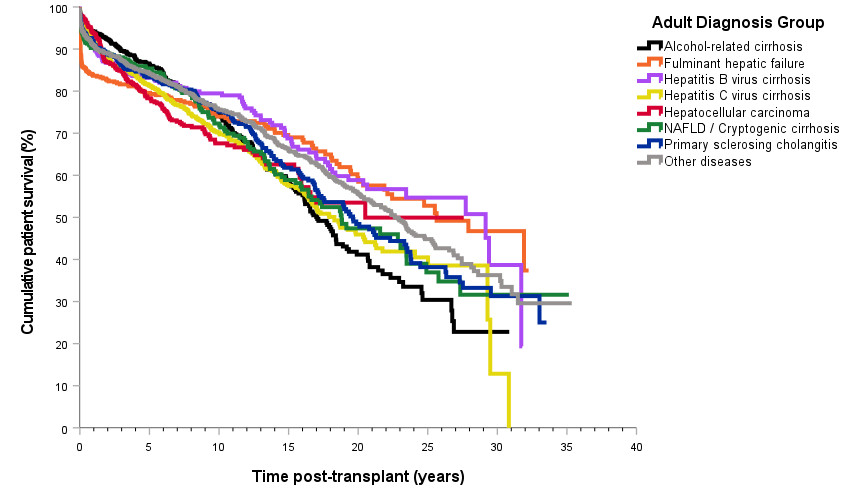 Adult Diagnosis Group
Alcohol-related cirrhosis
Fulminant hepatic failure
Hepatitis B virus cirrhosis
Hepatitis C virus cirrhosis
Hepatocellular carcinoma
NAFLD / Cryptogenic cirrhosis
Primary sclerosing cholangitis
Other diseases
Cumulative patient survival (%)
100
90
80
70
60
50
40
30
20
10
0
0 5 10 15 20 25 30 35 40
Time post-transplant (years)